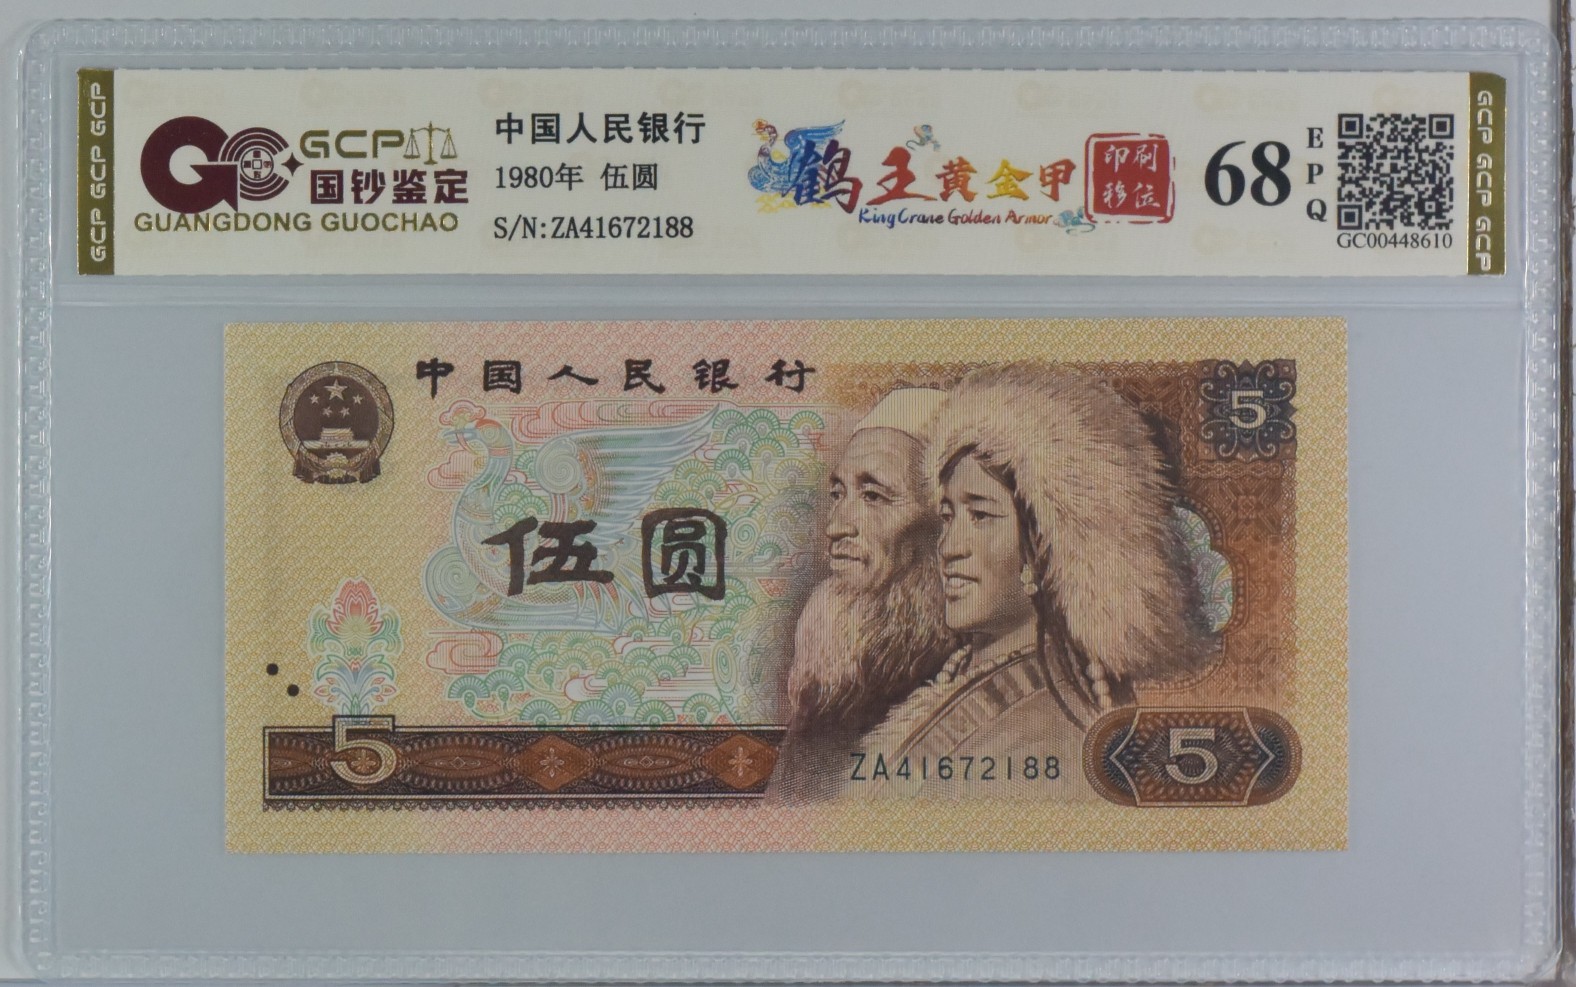 GCP GCP GCP
GCP
国钞鉴定
GUANGDONG GUOCHAO
中国人民银行
1980年 伍圆
S/N:ZA41672188
鹤王黄金甲
King Crane Golden Armor
印刷
移位
68
EPQ
GC00448610
GCP GCP GCP
中国人民银行
5
伍圆
5
ZA41672188
5